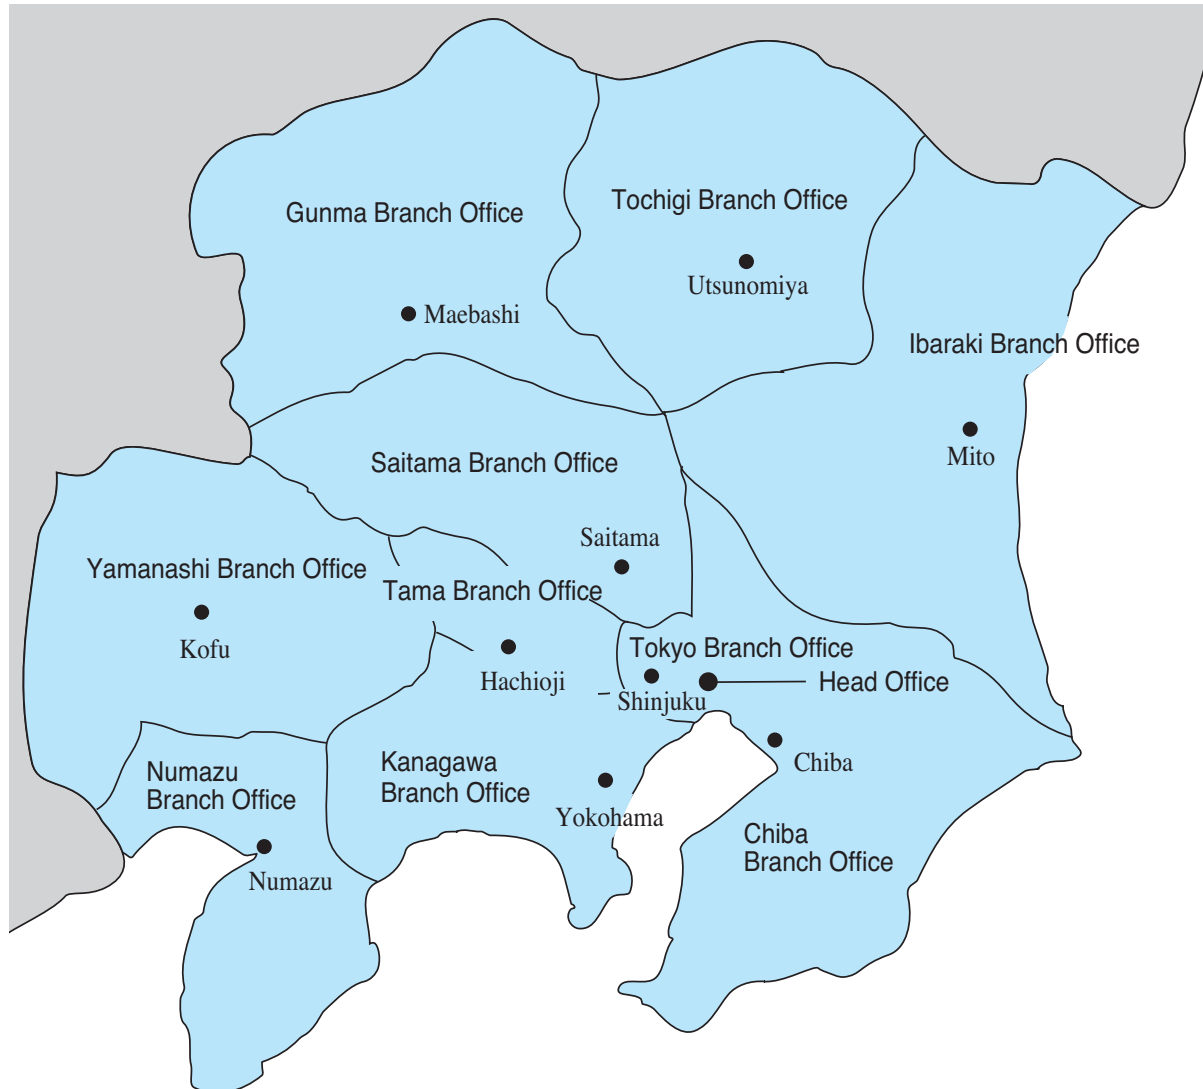 Tochigi Branch Office
Gunma Branch Office
Utsunomiya
Maebashi
Ibaraki Branch Office
Saitama Branch Office
Mito
Saitama
Yamanashi Branch Office
Tama Branch Office
Kofu
Tokyo Branch Office
Hachioji
Head Office
Shinjuku
Kanagawa
Branch Office
Chiba
Numazu
Branch Office
Yokohama
Chiba
Branch Office
Numazu